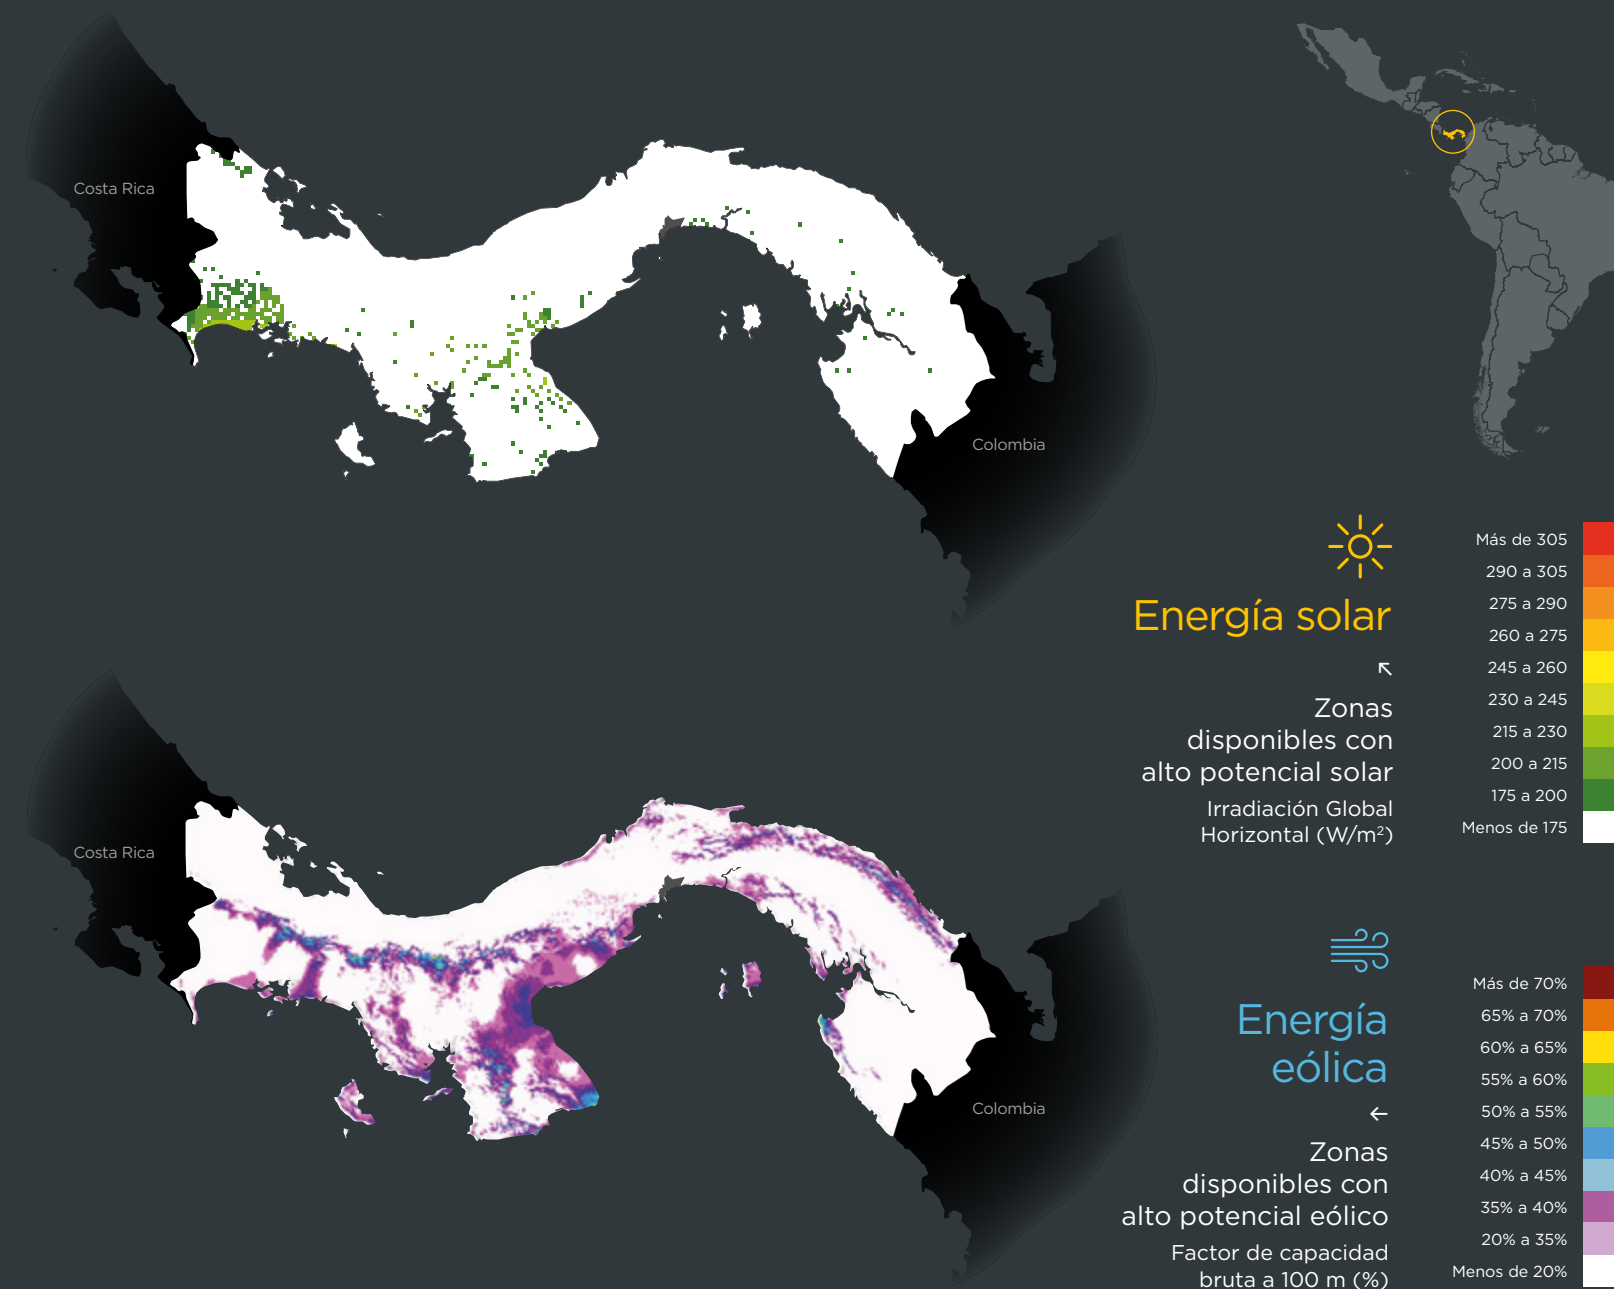 Costa Rica
Colombia
Energía solar
Zonas
disponibles con
alto potencial solar
Irradiación Global
Horizontal (W/m²)
Más de 305
290 a 305
275 a 290
260 a 275
245 a 260
230 a 245
215 a 230
200 a 215
175 a 200
Menos de 175
Costa Rica
Colombia
Energía
eólica
Zonas
disponibles con
alto potencial eólico
Factor de capacidad
bruta a 100 m (%)
Más de 70%
65% a 70%
60% a 65%
55% a 60%
50% a 55%
45% a 50%
40% a 45%
35% a 40%
20% a 35%
Menos de 20%